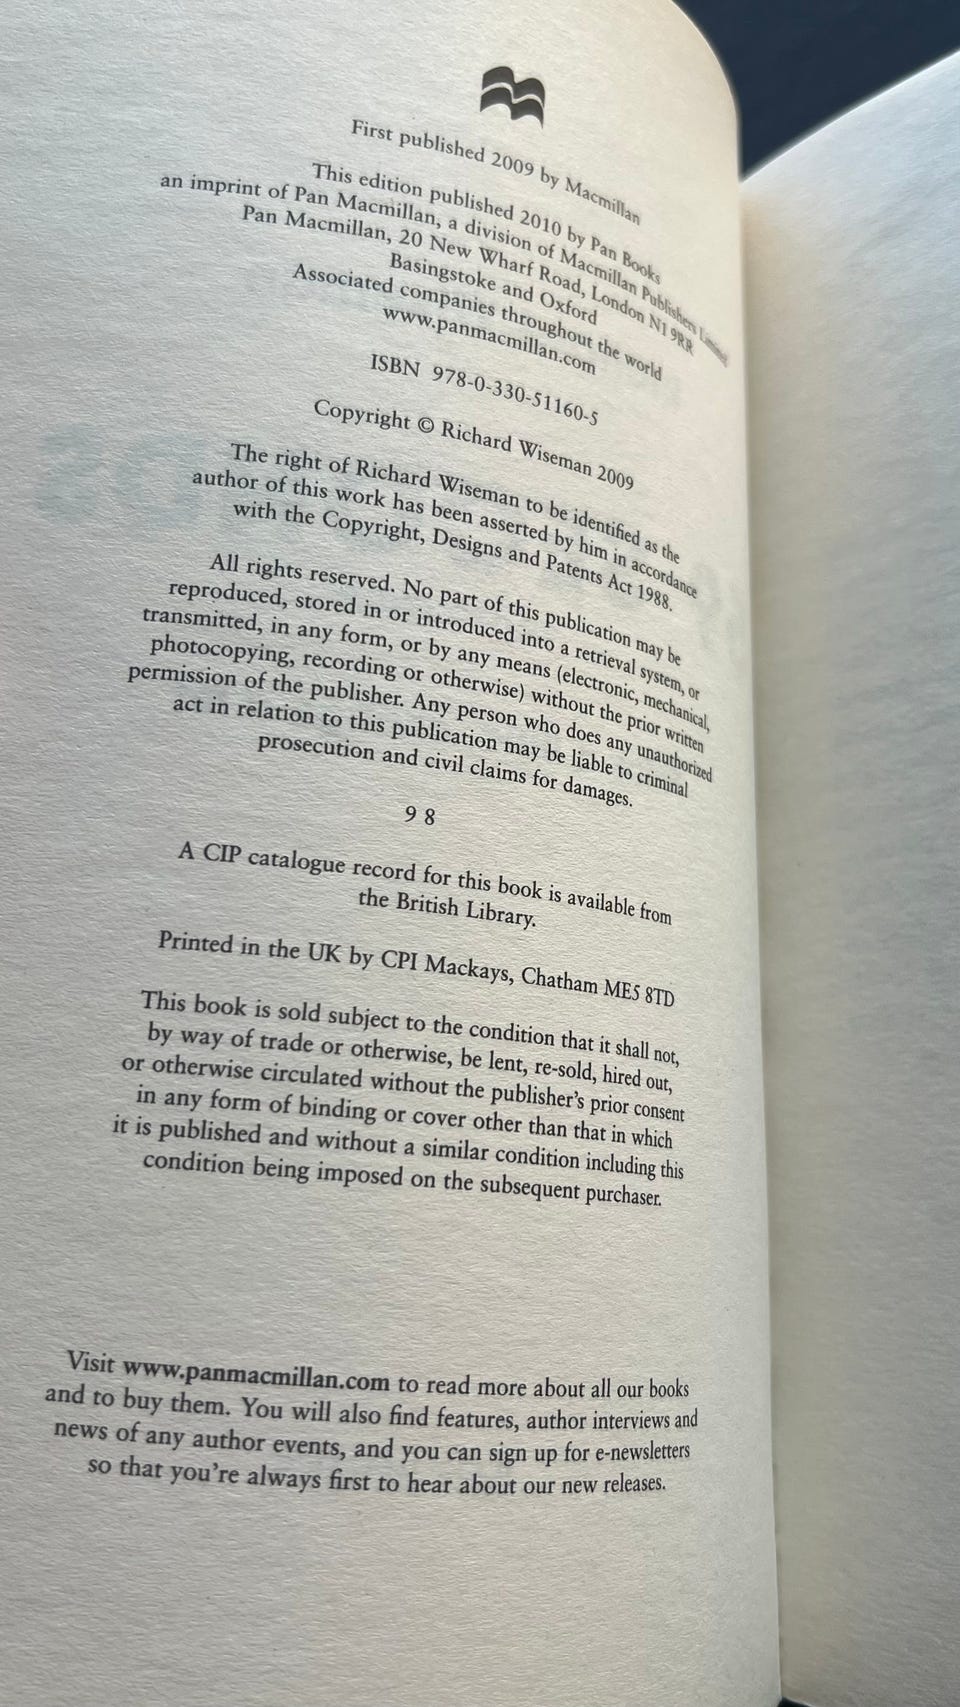 First published 2009 by Macmillan
This edition published 2010 by Pan Books
an imprint of Pan Macmillan, a division of Macmillan Publishers Limited
Pan Macmillan, 20 New Wharf Road, London N1 9RR
Basingstoke and Oxford
Associated companies throughout the world
www.panmacmillan.com
ISBN 978-0-330-51160-5
Copyright © Richard Wiseman 2009
The right of Richard Wiseman to be identified as the
author of this work has been asserted by him in accordance
with the Copyright, Designs and Patents Act 1988.
All rights reserved. No part of this publication may be
reproduced, stored in or introduced into a retrieval system, or
transmitted, in any form, or by any means (electronic, mechanical,
photocopying, recording or otherwise) without the prior written
permission of the publisher. Any person who does any unauthorized
act in relation to this publication may be liable to criminal
prosecution and civil claims for damages.
9 8
A CIP catalogue record for this book is available from
the British Library.
Printed in the UK by CPI Mackays, Chatham ME5 8TD
This book is sold subject to the condition that it shall not,
by way of trade or otherwise, be lent, re-sold, hired out,
or otherwise circulated without the publisher's prior consent
in any form of binding or cover other than that in which
it is published and without a similar condition including this
condition being imposed on the subsequent purchaser.
Visit www.panmacmillan.com to read more about all our books
and to buy them. You will also find features, author interviews and
news of any author events, and you can sign up for e-newsletters
so that you're always first to hear about our new releases.